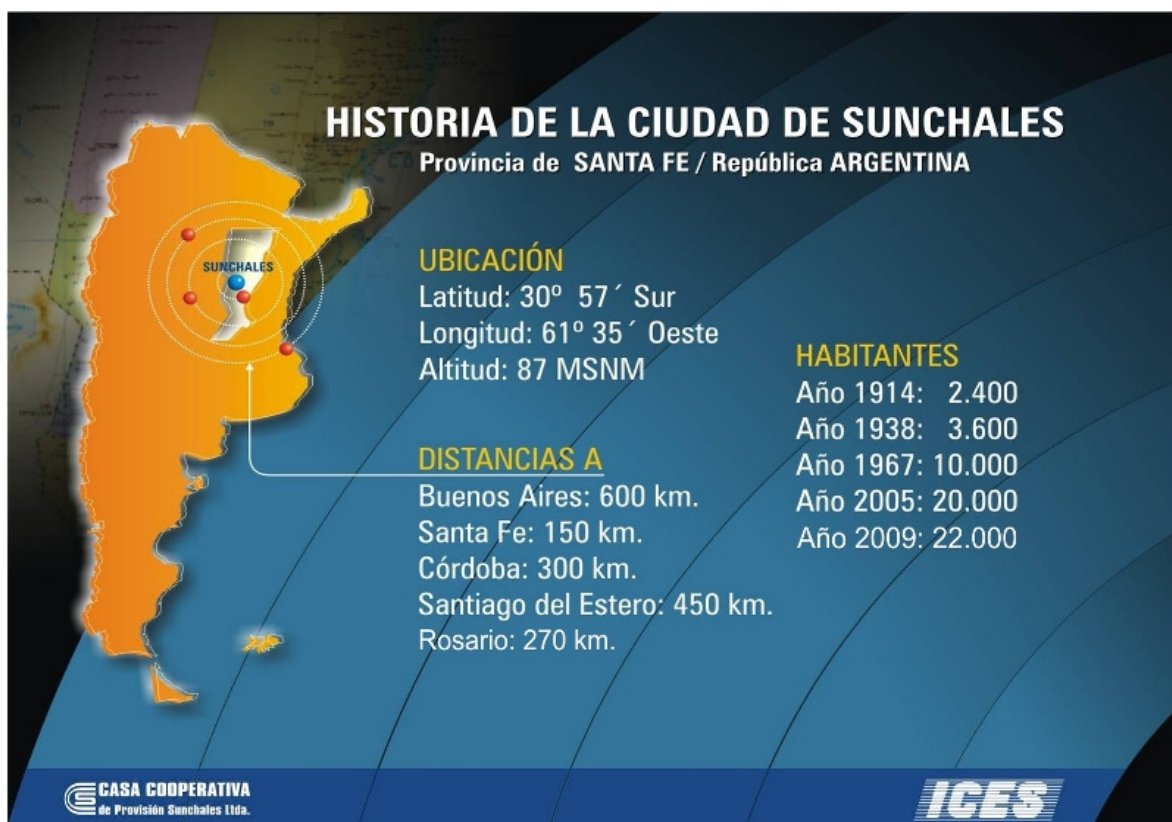 HISTORIA DE LA CIUDAD DE SUNCHALES
Provincia de SANTA FE / República ARGENTINA
SUNCHALES
UBICACIÓN
Latitud: 30º 57´ Sur
Longitud: 61º 35´ Oeste
Altitud: 87 MSNM
DISTANCIAS A
Buenos Aires: 600 km.
Santa Fe: 150 km.
Córdoba: 300 km.
Santiago del Estero: 450 km.
Rosario: 270 km.
HABITANTES
Año 1914: 2.400
Año 1938: 3.600
Año 1967: 10.000
Año 2005: 20.000
Año 2009: 22.000
CASA COOPERATIVA
de Provisión Sunchales Ltda.
ICES